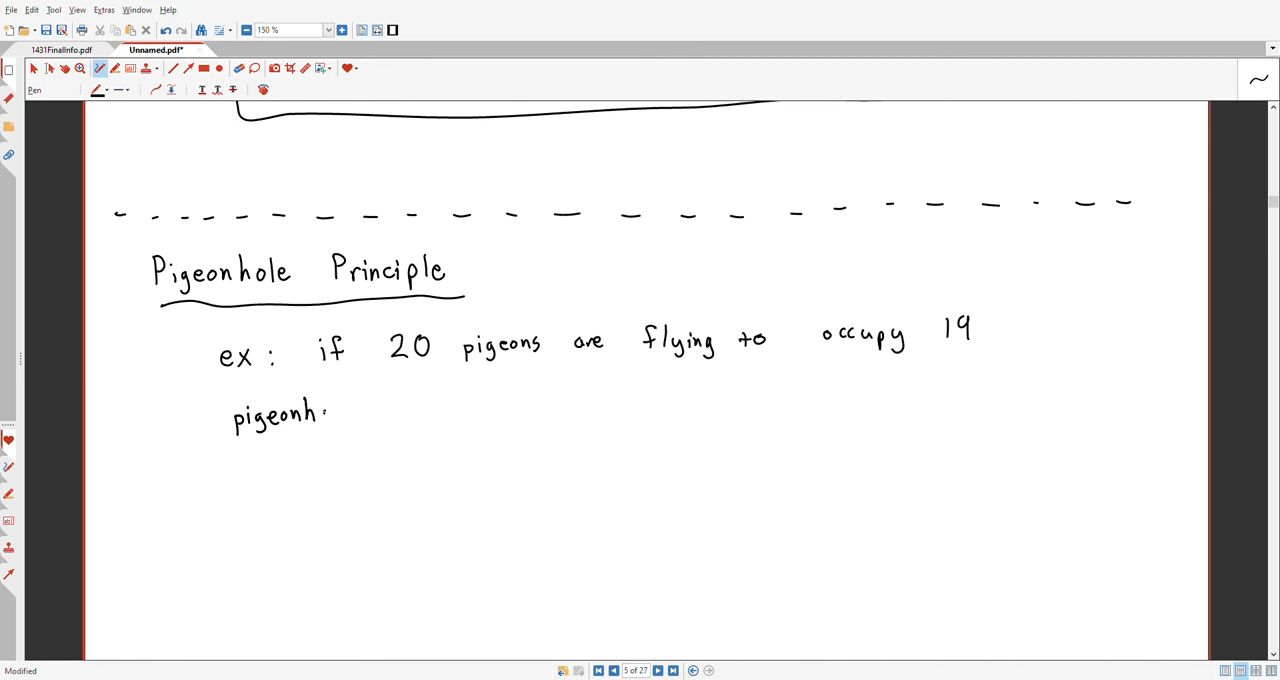 File Edit Tool View Extras Window Help
150 %
1431FinalInfo.pdf Unnamed.pdf*
Pen
Pigeonhole Principle
ex: if 20 pigeons are flying to occupy 19
pigeonh
Modified
5 of 27